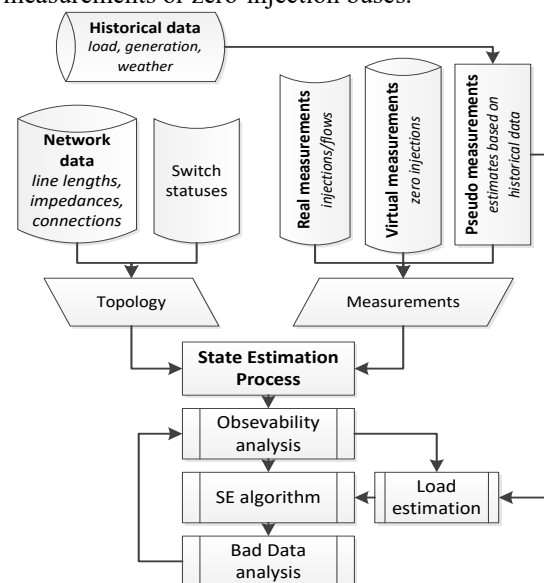 measurements or zero-injection buses.
Historical data
load, generation,
weather
Network
data
line lengths,
impedances,
connections
Switch
statuses
Real measurements
injections/flows
Virtual measurements
zero injections
Pseudo measurements
estimates based on
historical data
Topology
Measurements
State Estimation
Process
Obsevability
analysis
SE algorithm
Load
estimation
Bad Data
analysis